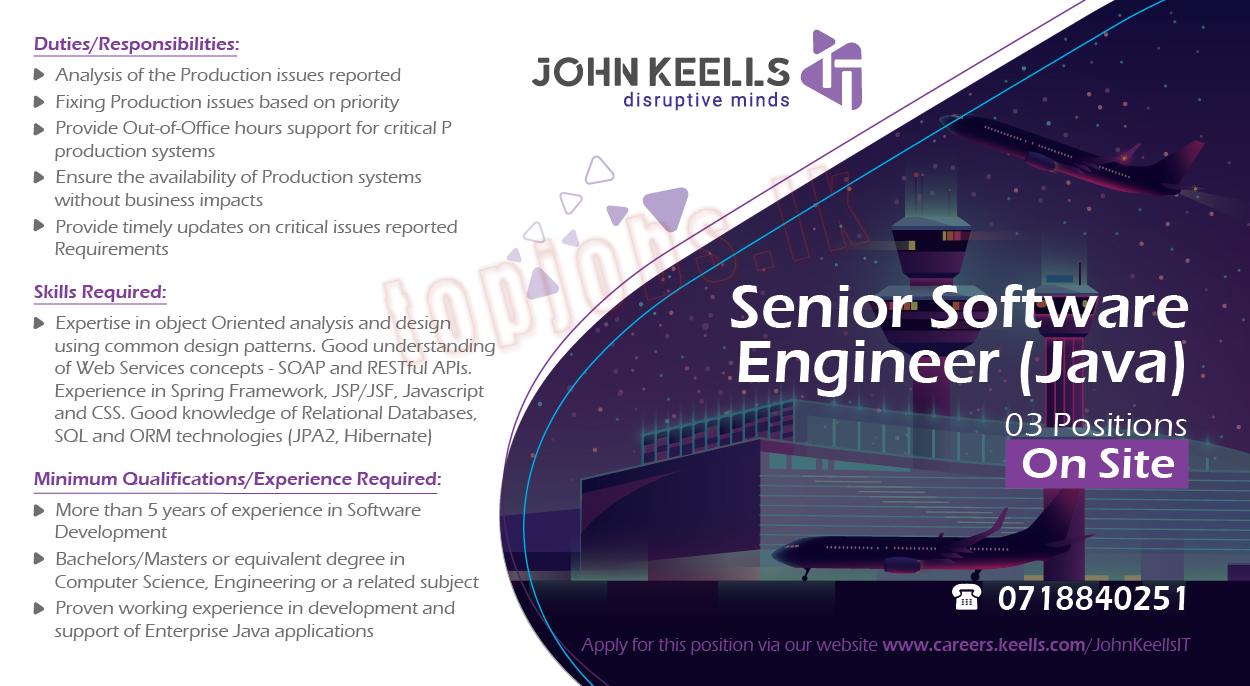 Duties/Responsibilities:
Analysis of the Production issues reported
Fixing Production issues based on priority
Provide Out-of-Office hours support for critical P
production systems
Ensure the availability of Production systems
without business impacts
Provide timely updates on critical issues reported
Requirements
Skills Required:
Expertise in object Oriented analysis and design
using common design patterns. Good understanding
of Web Services concepts - SOAP and RESTful APIs.
Experience in Spring Framework, JSP/JSF, Javascript
and CSS. Good knowledge of Relational Databases,
SQL and ORM technologies (JPA2, Hibernate)
Minimum Qualifications/Experience Required:
More than 5 years of experience in Software
Development
Bachelors/Masters or equivalent degree in
Computer Science, Engineering or a related subject
Proven working experience in development and
support of Enterprise Java applications
JOHN KEELLS
disruptive minds
topjobs.lk
Senior Software
Engineer (Java)
03 Positions
On Site
0718840251
Apply for this position via our website www.careers.keells.com/JohnKeellsIT